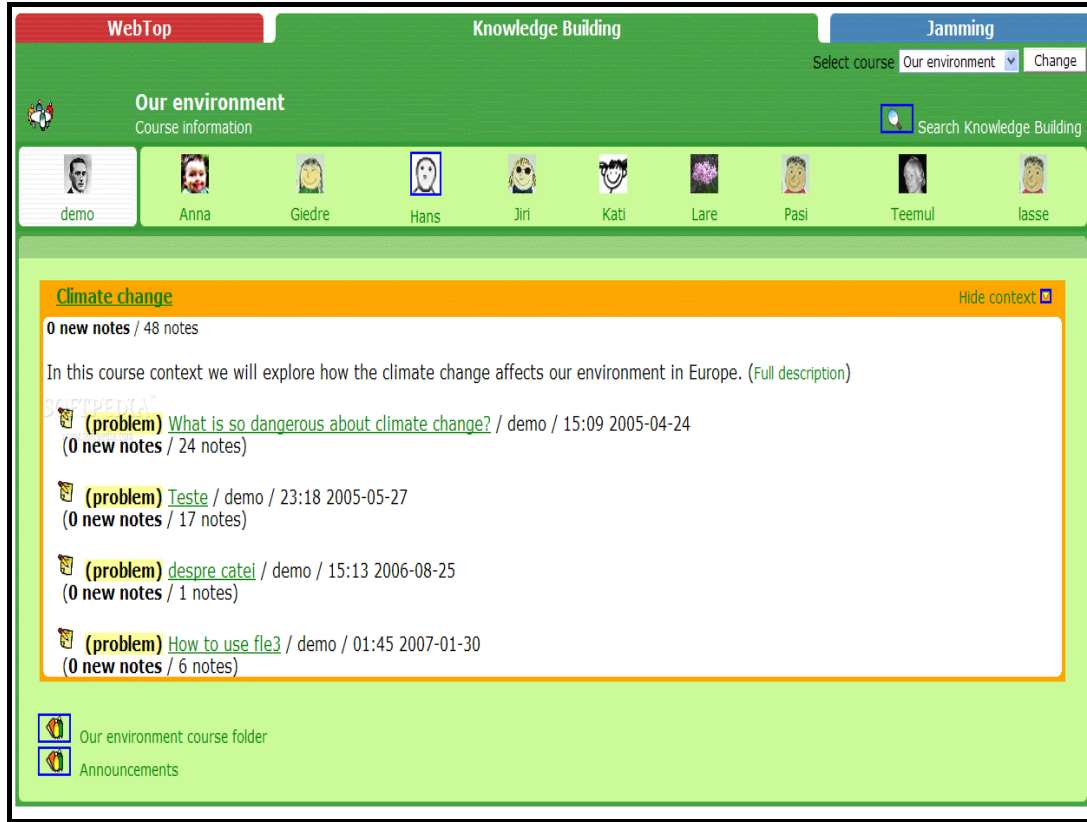 WebTop Knowledge Building Jamming
Select course Our environment Change
Our environment
Course information
Search Knowledge Building
demo Anna Giedre Hans Jiri Kati Lare Pasi Teemul lasse
Climate change Hide context
0 new notes / 48 notes
In this course context we will explore how the climate change affects our environment in Europe. (Full description)
SOFTPEDIA
(problem) What is so dangerous about climate change? / demo / 15:09 2005-04-24
(0 new notes / 24 notes)
(problem) Teste / demo / 23:18 2005-05-27
(0 new notes / 17 notes)
(problem) despre catei / demo / 15:13 2006-08-25
(0 new notes / 1 notes)
(problem) How to use fle3 / demo / 01:45 2007-01-30
(0 new notes / 6 notes)
Our environment course folder
Announcements